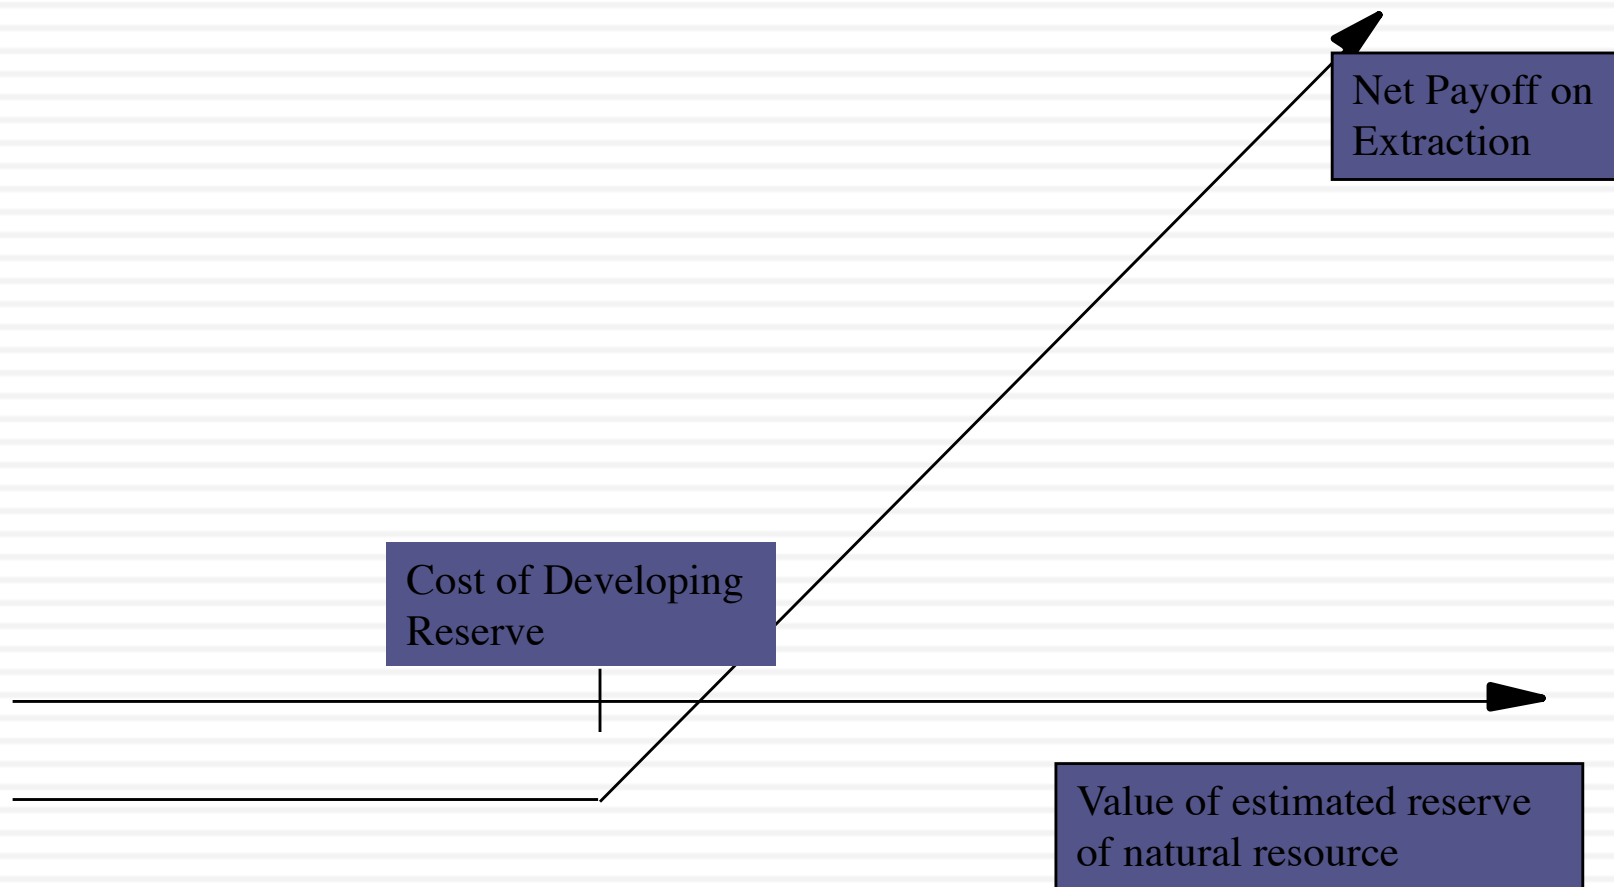 Net Payoff on
Extraction
Cost of Developing
Reserve
Value of estimated reserve
of natural resource